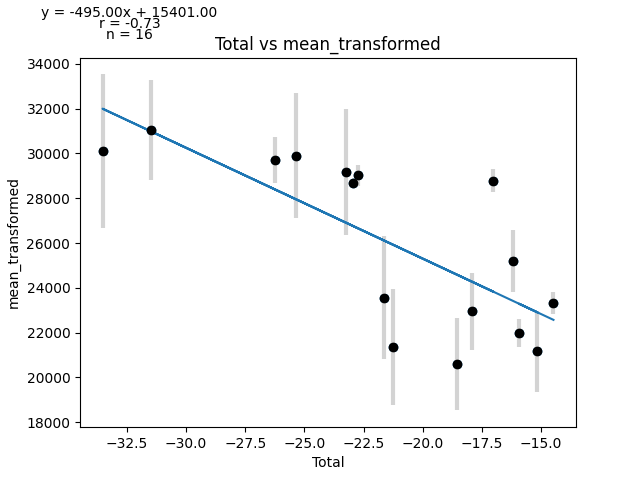 y = -495.00x + 15401.00
r = -0.73
n = 16
Total vs mean_transformed
34000
32000
30000
28000
26000
24000
22000
20000
18000
mean_transformed
−32.5 −30.0 −27.5 −25.0 −22.5 −20.0 −17.5 −15.0
Total